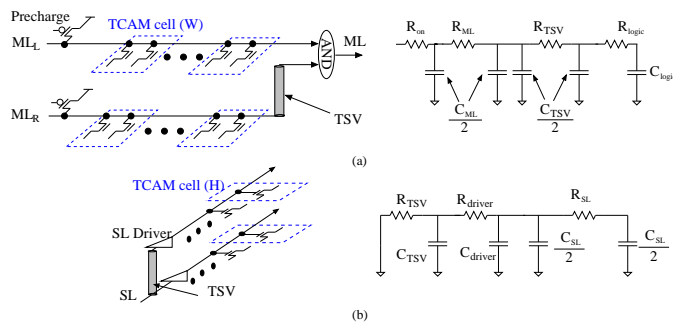 Precharge
TCAM cell (W)
ML_L
AND
ML
ML_R
TSV
R_on
R_ML
R_TSV
R_logic
C_ML
2
C_TSV
2
C_logic
(a)
TCAM cell (H)
SL Driver
SL
TSV
R_TSV
R_driver
R_SL
C_TSV
C_driver
C_SL
2
C_SL
2
(b)